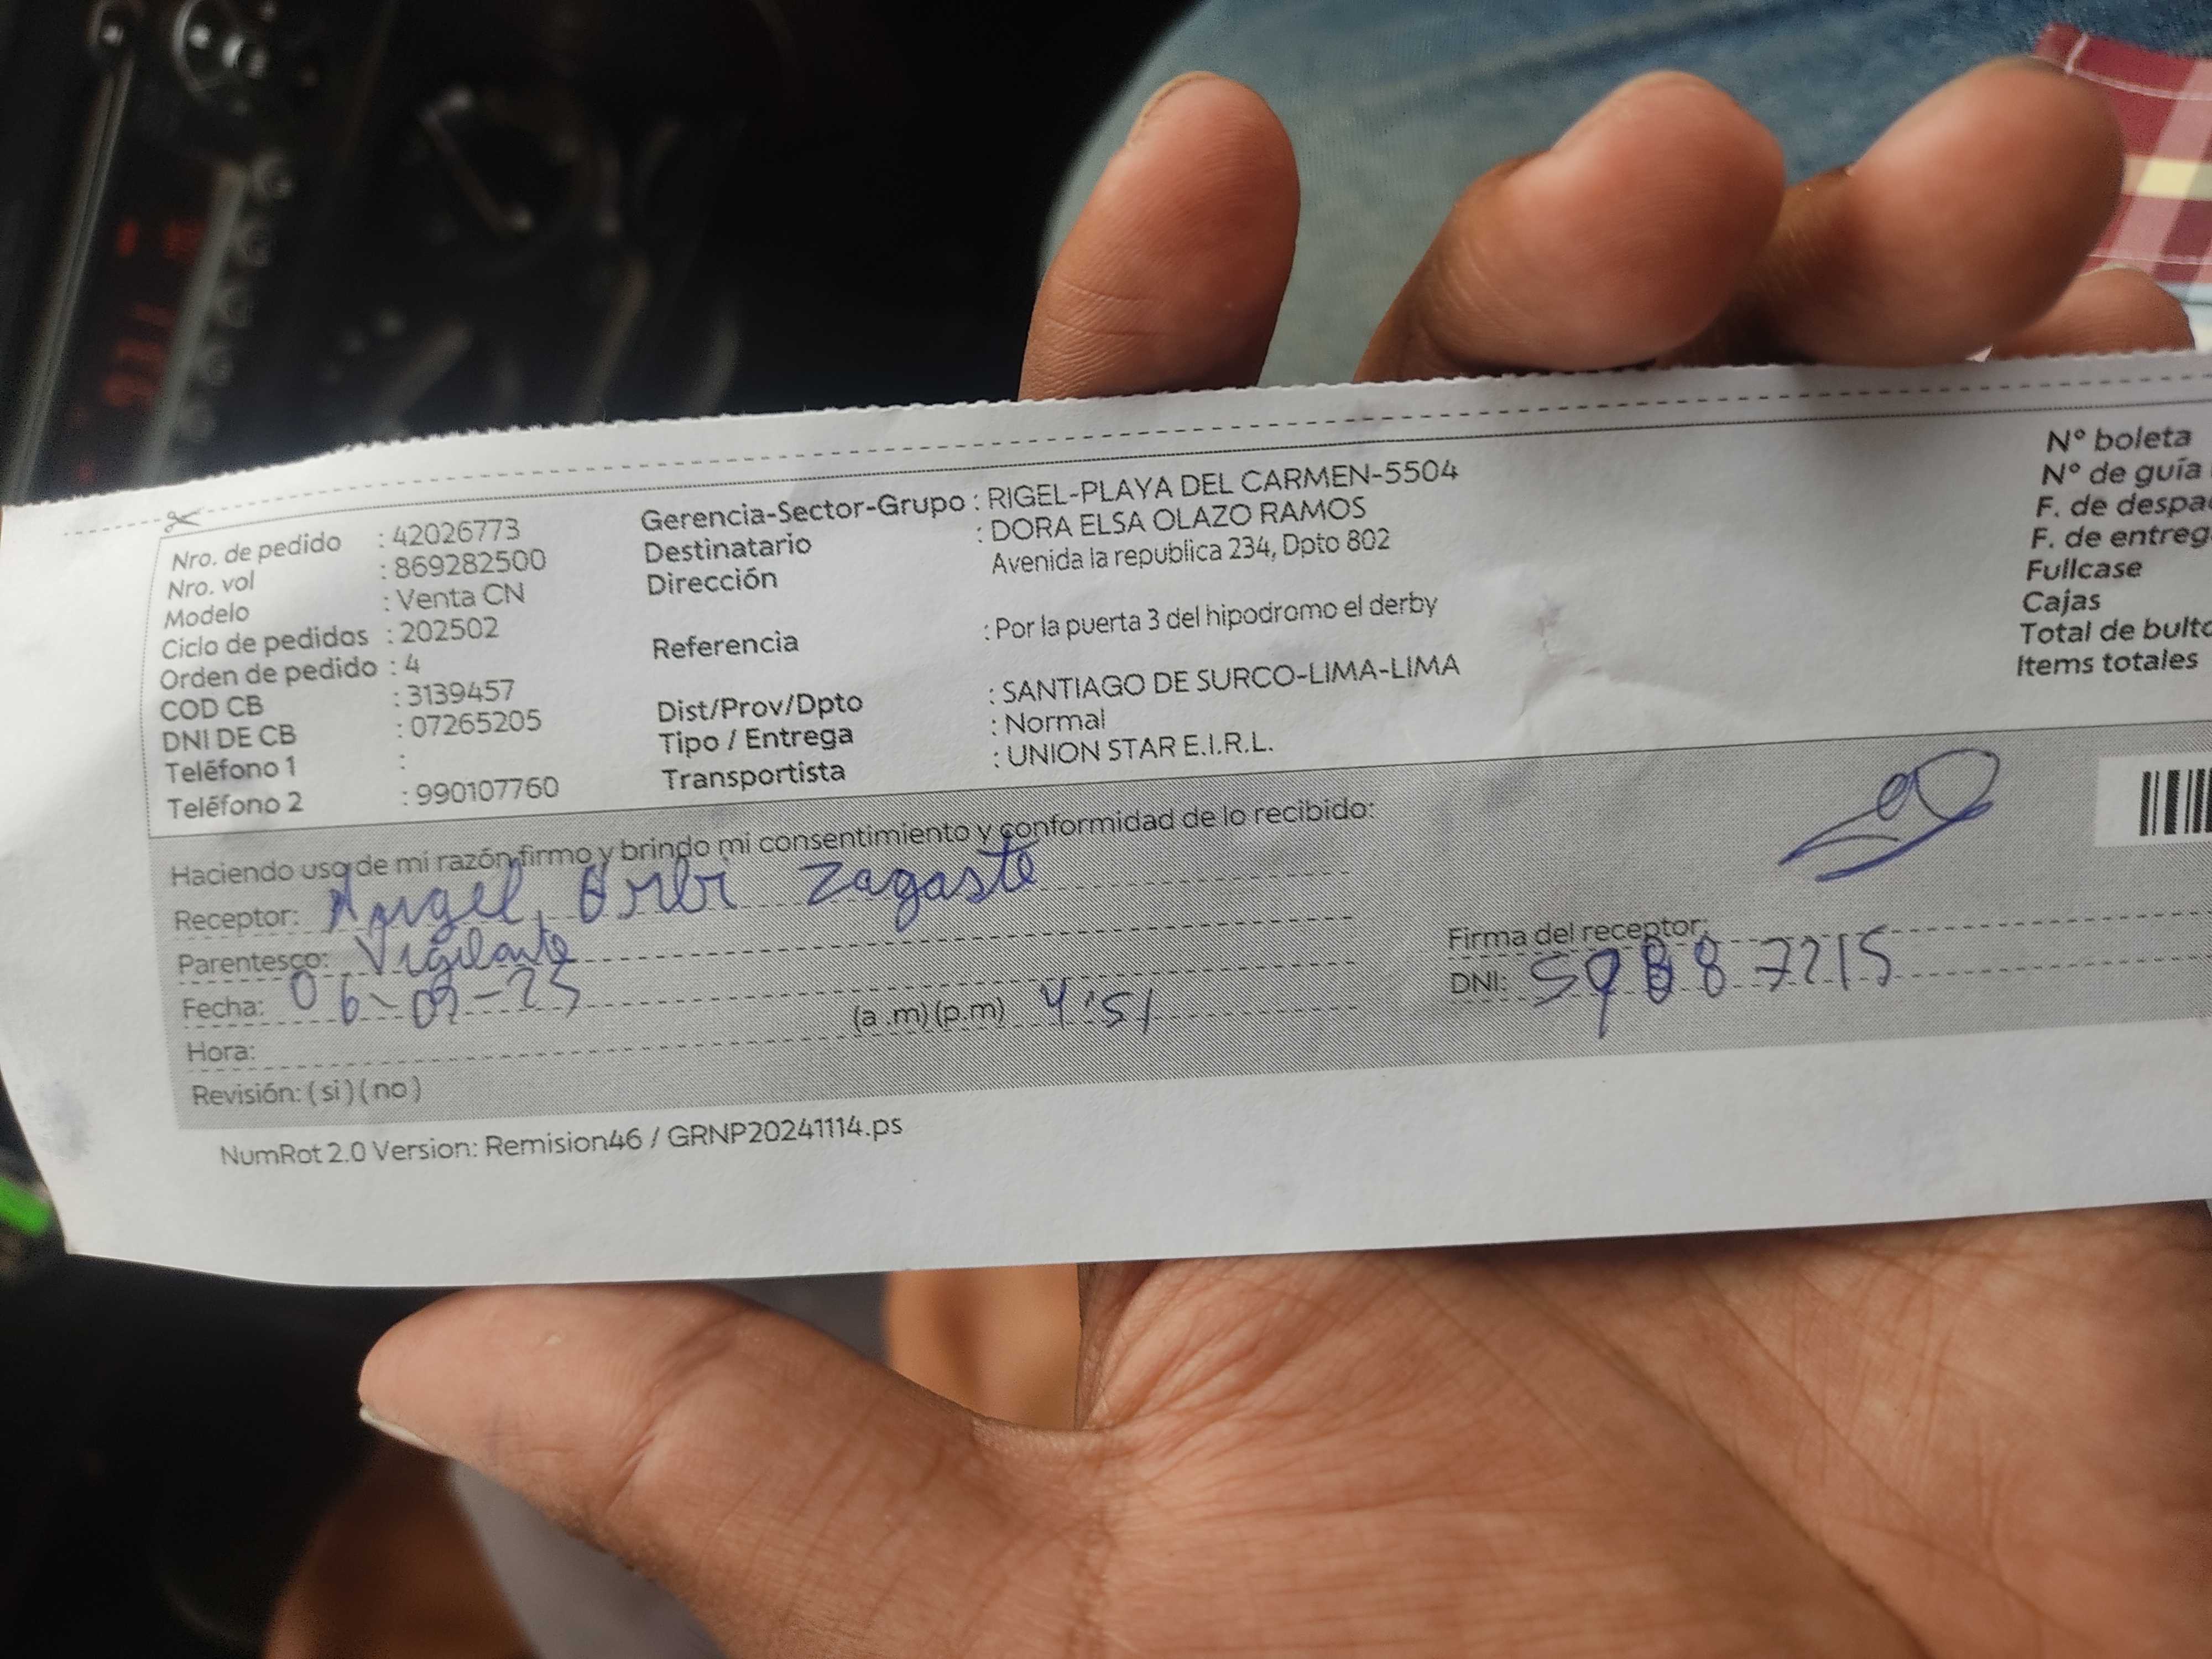 Nro. de pedido : 42026773
Nro. vol : 869282500
Modelo : Venta CN
Ciclo de pedidos : 202502
Orden de pedido : 4
COD CB : 3139457
DNI DE CB : 07265205
Teléfono 1 :
Teléfono 2 : 990107760
Gerencia-Sector-Grupo : RIGEL-PLAYA DEL CARMEN-5504
Destinatario : DORA ELSA OLAZO RAMOS
Dirección Avenida la republica 234, Dpto 802
Referencia : Por la puerta 3 del hipodromo el derby
Dist/Prov/Dpto : SANTIAGO DE SURCO-LIMA-LIMA
Tipo / Entrega : Normal
Transportista : UNION STAR E.I.R.L.
Nº boleta
Nº de guía
F. de despa
F. de entreg
Fullcase
Cajas
Total de bulto
Items totales
Haciendo uso de mi razón firmo y brindo mi consentimiento y conformidad de lo recibido:
Receptor: Angel Zagaste
Parentesco: Vigilante
Fecha: 06-02-25
Hora: (a .m) (p.m) 4'51
Revisión: ( si ) ( no )
Firma del receptor:
DNI:
NumRot 2.0 Version: Remision46 / GRNP20241114.ps